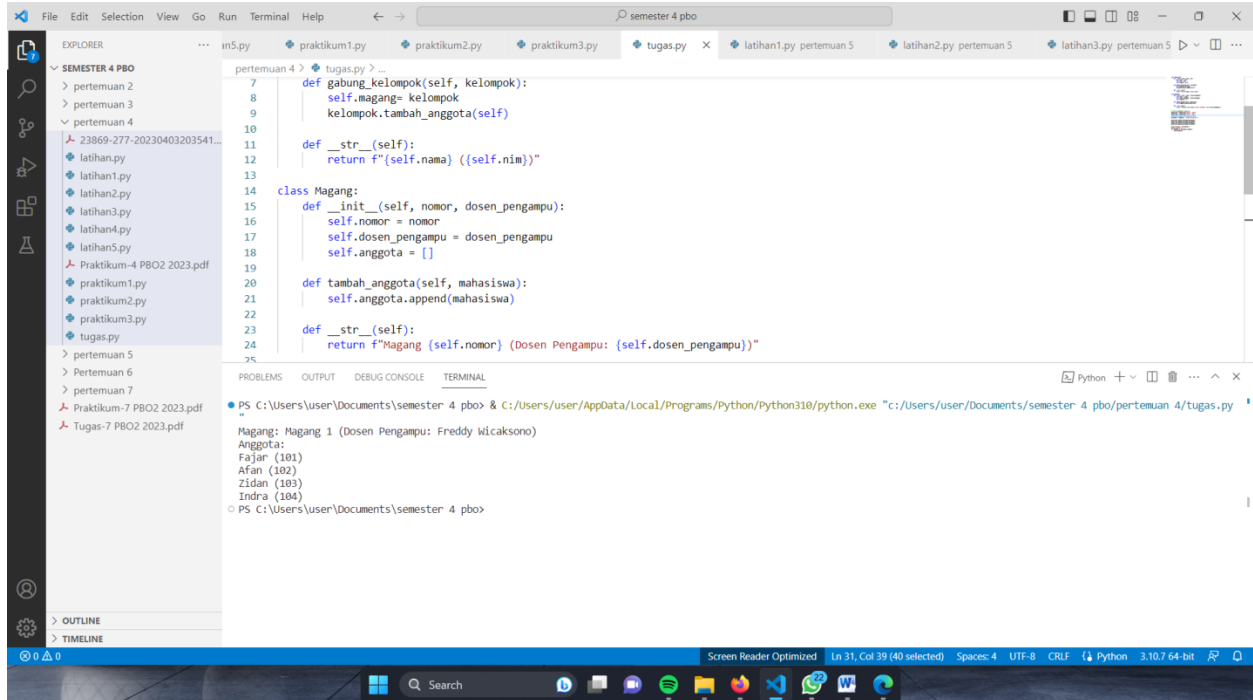 File Edit Selection View Go Run Terminal Help
semester 4 pbo
EXPLORER
in5.py praktikum1.py praktikum2.py praktikum3.py tugas.py latihan1.py pertemuan 5 latihan2.py pertemuan 5 latihan3.py pertemuan 5
7
SEMESTER 4 PBO
pertemuan 2
pertemuan 3
pertemuan 4
23869-277-20230403203541...
latihan.py
latihan1.py
latihan2.py
latihan3.py
latihan4.py
latihan5.py
Praktikum-4 PBO2 2023.pdf
praktikum1.py
praktikum2.py
praktikum3.py
tugas.py
pertemuan 5
Pertemuan 6
pertemuan 7
Praktikum-7 PBO2 2023.pdf
Tugas-7 PBO2 2023.pdf
OUTLINE
TIMELINE
pertemuan 4 > tugas.py > ...
7 def gabung_kelompok(self, kelompok):
8 self.magang= kelompok
9 kelompok.tambah_anggota(self)
10
11 def __str__(self):
12 return f"{self.nama} ({self.nim})"
13
14 class Magang:
15 def __init__(self, nomor, dosen_pengampu):
16 self.nomor = nomor
17 self.dosen_pengampu = dosen_pengampu
18 self.anggota = []
19
20 def tambah_anggota(self, mahasiswa):
21 self.anggota.append(mahasiswa)
22
23 def __str__(self):
24 return f"Magang {self.nomor} (Dosen Pengampu: {self.dosen_pengampu})"
25
PROBLEMS OUTPUT DEBUG CONSOLE TERMINAL
Python
PS C:\Users\user\Documents\semester 4 pbo> & C:/Users/user/AppData/Local/Programs/Python/Python310/python.exe "c:/Users/user/Documents/semester 4 pbo/pertemuan 4/tugas.py
"
Magang: Magang 1 (Dosen Pengampu: Freddy Wicaksono)
Anggota:
Fajar (101)
Afan (102)
Zidan (103)
Indra (104)
PS C:\Users\user\Documents\semester 4 pbo>
0 0 Screen Reader Optimized Ln 31, Col 39 (40 selected) Spaces: 4 UTF-8 CRLF Python 3.10.7 64-bit
Search
22